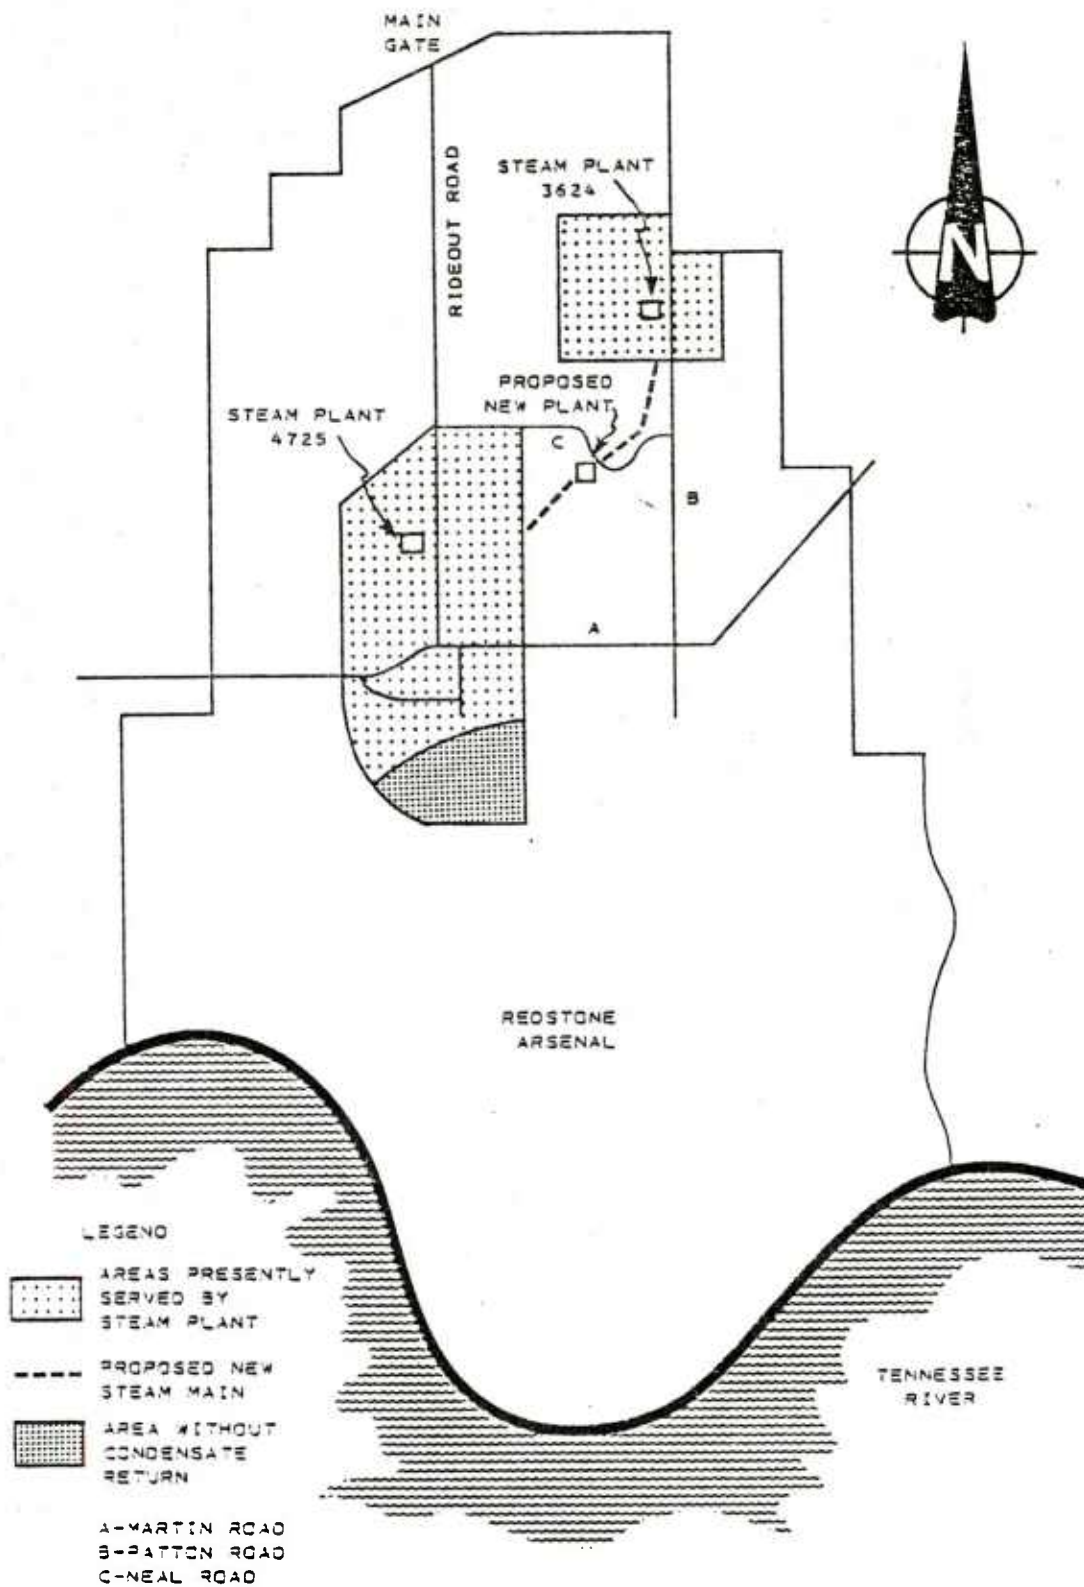 MAIN
GATE
RIDEOUT ROAD
STEAM PLANT
3624
N
PROPOSED
NEW PLANT
STEAM PLANT
4725
C
B
A
REDSTONE
ARSENAL
LEGEND
AREAS PRESENTLY
SERVED BY
STEAM PLANT
PROPOSED NEW
STEAM MAIN
AREA WITHOUT
CONDENSATE
RETURN
TENNESSEE
RIVER
A-MARTIN ROAD
B-PATTON ROAD
C-NEAL ROAD